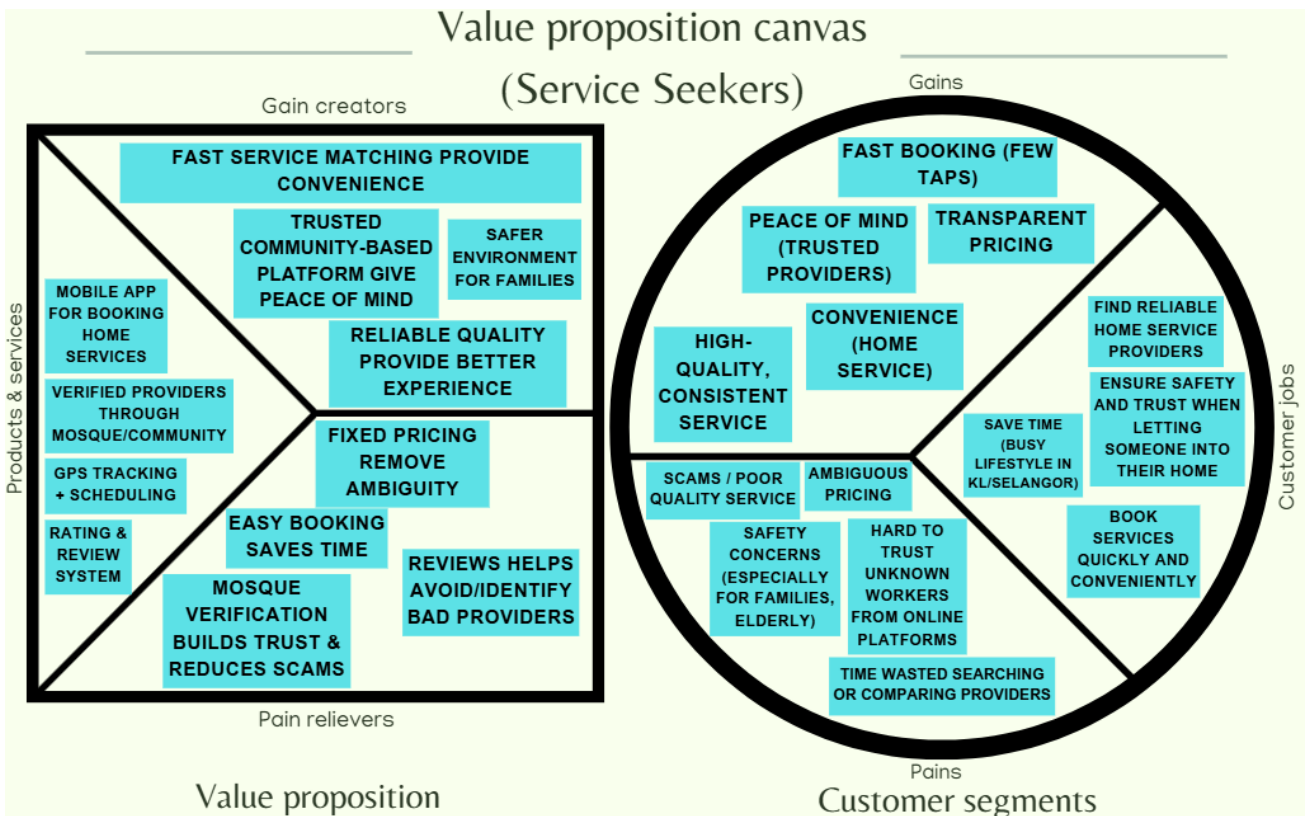 Value proposition canvas
(Service Seekers)
Gain creators
FAST SERVICE MATCHING PROVIDE
CONVENIENCE
TRUSTED
COMMUNITY-BASED
PLATFORM GIVE
PEACE OF MIND
SAFER
ENVIRONMENT
FOR FAMILIES
RELIABLE QUALITY
PROVIDE BETTER
EXPERIENCE
Products & services
MOBILE APP
FOR BOOKING
HOME
SERVICES
VERIFIED PROVIDERS
THROUGH
MOSQUE/COMMUNITY
GPS TRACKING
+ SCHEDULING
RATING &
REVIEW
SYSTEM
FIXED PRICING
REMOVE
AMBIGUITY
EASY BOOKING
SAVES TIME
REVIEWS HELPS
AVOID/IDENTIFY
BAD PROVIDERS
MOSQUE
VERIFICATION
BUILDS TRUST &
REDUCES SCAMS
Pain relievers
Value proposition
Gains
FAST BOOKING (FEW
TAPS)
PEACE OF MIND
(TRUSTED
PROVIDERS)
TRANSPARENT
PRICING
CONVENIENCE
(HOME
SERVICE)
HIGH-
QUALITY,
CONSISTENT
SERVICE
FIND RELIABLE
HOME SERVICE
PROVIDERS
ENSURE SAFETY
AND TRUST WHEN
LETTING
SOMEONE INTO
THEIR HOME
SAVE TIME
(BUSY
LIFESTYLE IN
KL/SELANGOR)
BOOK
SERVICES
QUICKLY AND
CONVENIENTLY
Customer jobs
SCAMS / POOR
QUALITY SERVICE
AMBIGUOUS
PRICING
SAFETY
CONCERNS
(ESPECIALLY
FOR FAMILIES,
ELDERLY)
HARD TO
TRUST
UNKNOWN
WORKERS
FROM ONLINE
PLATFORMS
TIME WASTED SEARCHING
OR COMPARING PROVIDERS
Pains
Customer segments